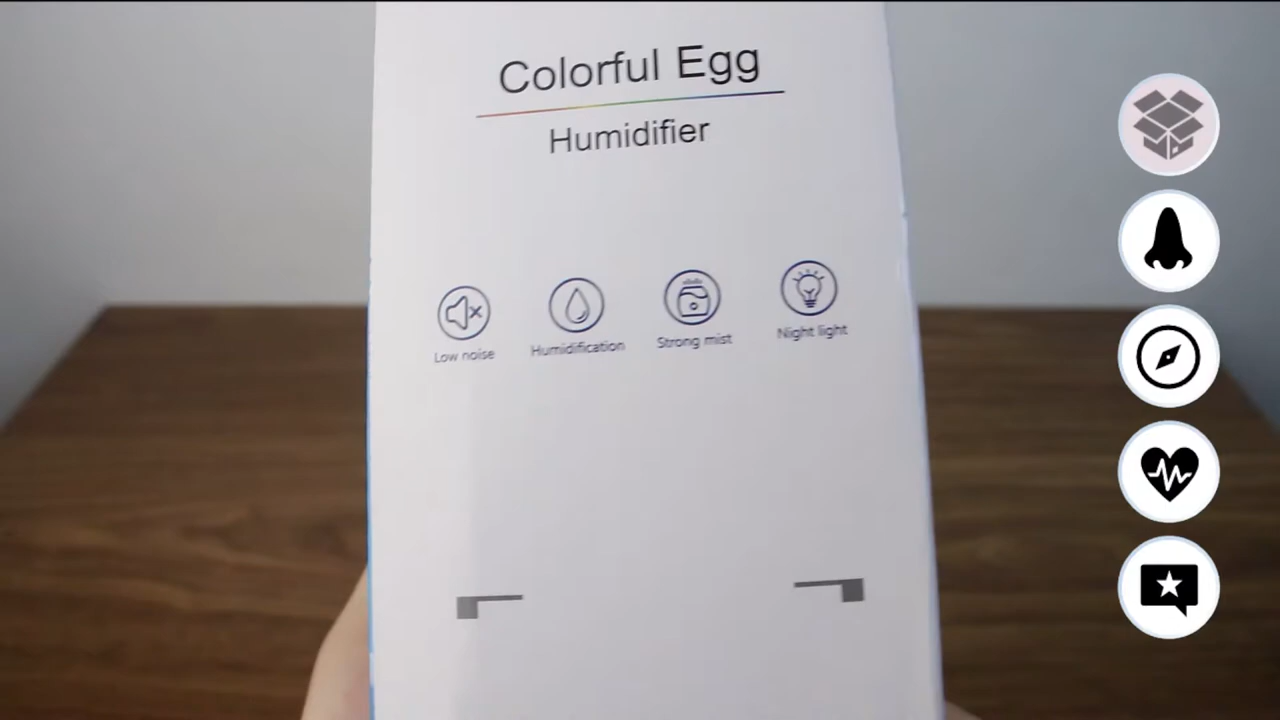 Colorful Egg
Humidifier
Low noise
Humidification
Strong mist
Night light